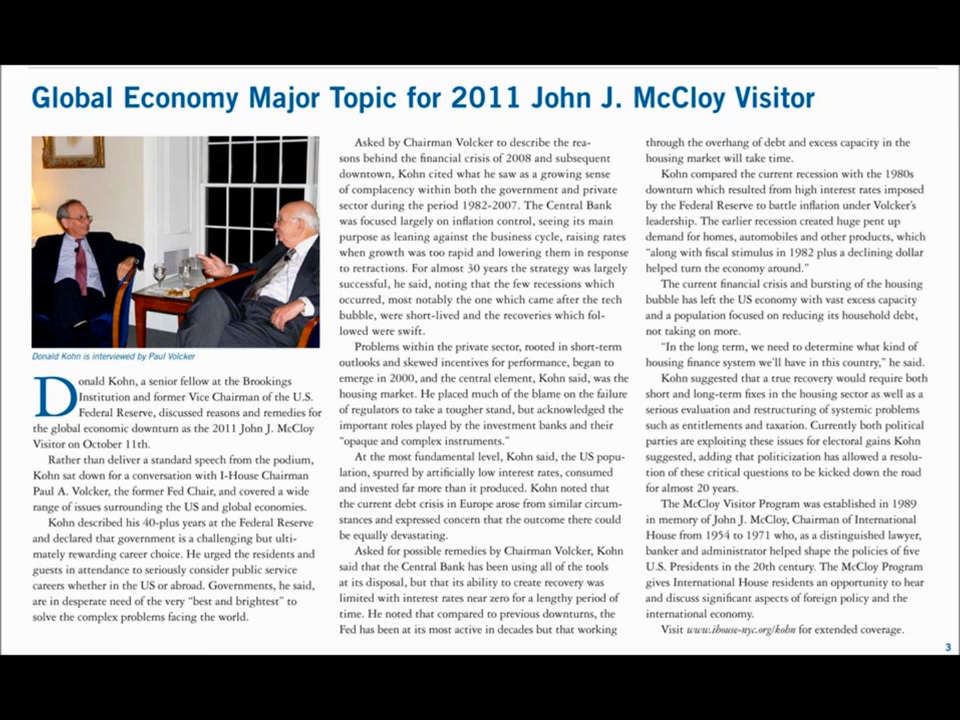 Global Economy Major Topic for 2011 John J. McCloy Visitor
Donald Kohn is interviewed by Paul Volcker
Donald Kohn, a senior fellow at the Brookings
Institution and former Vice Chairman of the U.S.
Federal Reserve, discussed reasons and remedies for
the global economic downturn as the 2011 John J. McCloy
Visitor on October 11th.
Rather than deliver a standard speech from the podium,
Kohn sat down for a conversation with I-House Chairman
Paul A. Volcker, the former Fed Chair, and covered a wide
range of issues surrounding the US and global economies.
Kohn described his 40-plus years at the Federal Reserve
and declared that government is a challenging but ulti-
mately rewarding career choice. He urged the residents and
guests in attendance to seriously consider public service
careers whether in the US or abroad. Governments, he said,
are in desperate need of the very “best and brightest” to
solve the complex problems facing the world.
Asked by Chairman Volcker to describe the rea-
sons behind the financial crisis of 2008 and subsequent
downtown, Kohn cited what he saw as a growing sense
of complacency within both the government and private
sector during the period 1982-2007. The Central Bank
was focused largely on inflation control, seeing its main
purpose as leaning against the business cycle, raising rates
when growth was too rapid and lowering them in response
to retractions. For almost 30 years the strategy was largely
successful, he said, noting that the few recessions which
occurred, most notably the one which came after the tech
bubble, were short-lived and the recoveries which fol-
lowed were swift.
Problems within the private sector, rooted in short-term
outlooks and skewed incentives for performance, began to
emerge in 2000, and the central element, Kohn said, was the
housing market. He placed much of the blame on the failure
of regulators to take a tougher stand, but acknowledged the
important roles played by the investment banks and their
“opaque and complex instruments.”
At the most fundamental level, Kohn said, the US popu-
lation, spurred by artificially low interest rates, consumed
and invested far more than it produced. Kohn noted that
the current debt crisis in Europe arose from similar circum-
stances and expressed concern that the outcome there could
be equally devastating.
Asked for possible remedies by Chairman Volcker, Kohn
said that the Central Bank has been using all of the tools
at its disposal, but that its ability to create recovery was
limited with interest rates near zero for a lengthy period of
time. He noted that compared to previous downturns, the
Fed has been at its most active in decades but that working
through the overhang of debt and excess capacity in the
housing market will take time.
Kohn compared the current recession with the 1980s
downturn which resulted from high interest rates imposed
by the Federal Reserve to battle inflation under Volcker’s
leadership. The earlier recession created huge pent up
demand for homes, automobiles and other products, which
“along with fiscal stimulus in 1982 plus a declining dollar
helped turn the economy around.”
The current financial crisis and bursting of the housing
bubble has left the US economy with vast excess capacity
and a population focused on reducing its household debt,
not taking on more.
“In the long term, we need to determine what kind of
housing finance system we’ll have in this country,” he said.
Kohn suggested that a true recovery would require both
short and long-term fixes in the housing sector as well as a
serious evaluation and restructuring of systemic problems
such as entitlements and taxation. Currently both political
parties are exploiting these issues for electoral gains Kohn
suggested, adding that politicization has allowed a resolu-
tion of these critical questions to be kicked down the road
for almost 20 years.
The McCloy Visitor Program was established in 1989
in memory of John J. McCloy, Chairman of International
House from 1954 to 1971 who, as a distinguished lawyer,
banker and administrator helped shape the policies of five
U.S. Presidents in the 20th century. The McCloy Program
gives International House residents an opportunity to hear
and discuss significant aspects of foreign policy and the
international economy.
Visit www.ihouse-nyc.org/kohn for extended coverage.
3